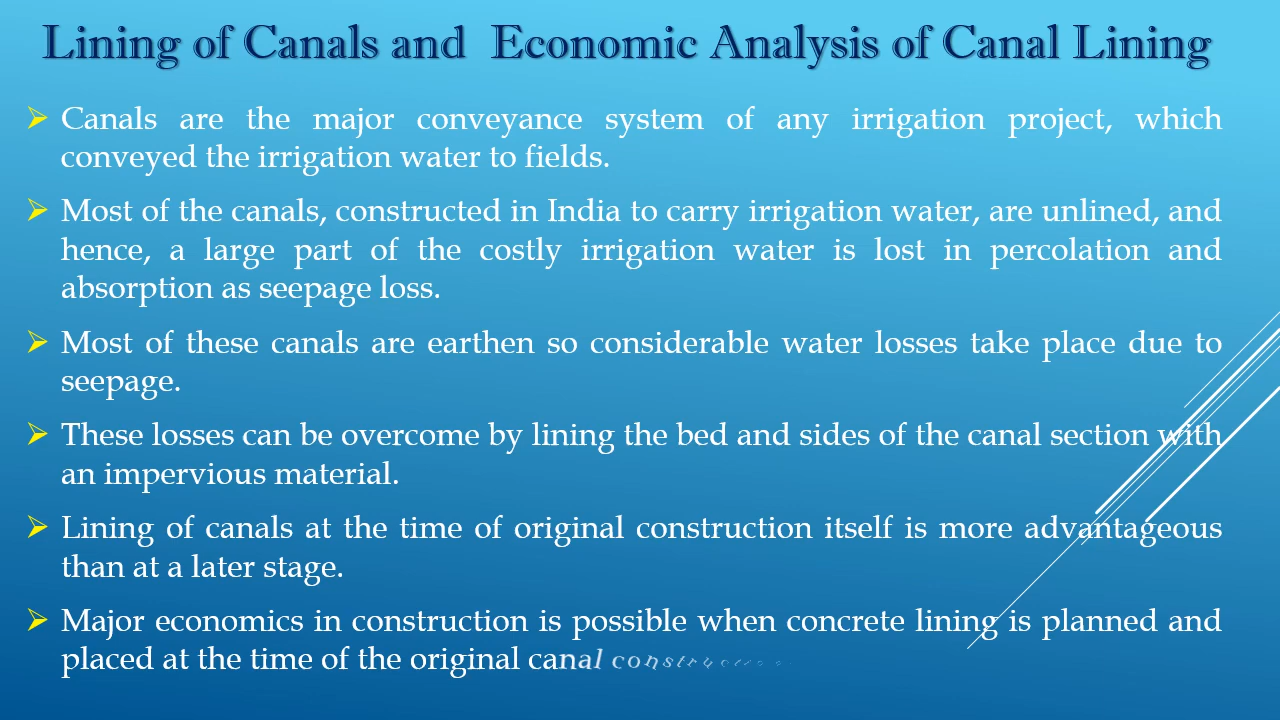 Lining of Canals and Economic Analysis of Canal Lining
Canals are the major conveyance system of any irrigation project, which
conveyed the irrigation water to fields.
Most of the canals, constructed in India to carry irrigation water, are unlined, and
hence, a large part of the costly irrigation water is lost in percolation and
absorption as seepage loss.
Most of these canals are earthen so considerable water losses take place due to
seepage.
These losses can be overcome by lining the bed and sides of the canal section with
an impervious material.
Lining of canals at the time of original construction itself is more advantageous
than at a later stage.
Major economics in construction is possible when concrete lining is planned and
placed at the time of the original canal